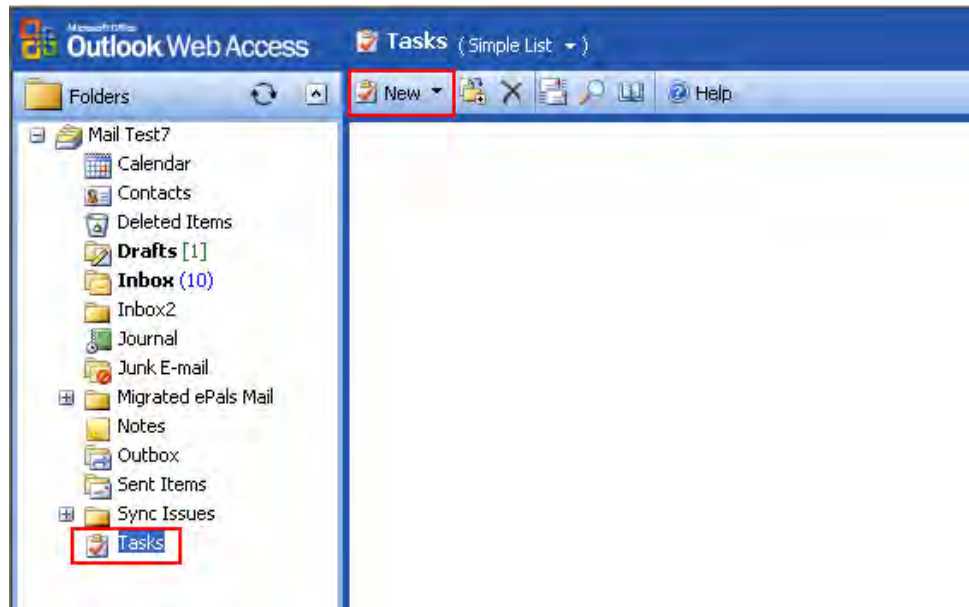 Microsoft Office
Outlook Web Access
Tasks ( Simple List )
Folders
New
Help
Mail Test7
Calendar
Contacts
Deleted Items
Drafts [1]
Inbox (10)
Inbox2
Journal
Junk E-mail
Migrated ePals Mail
Notes
Outbox
Sent Items
Sync Issues
Tasks